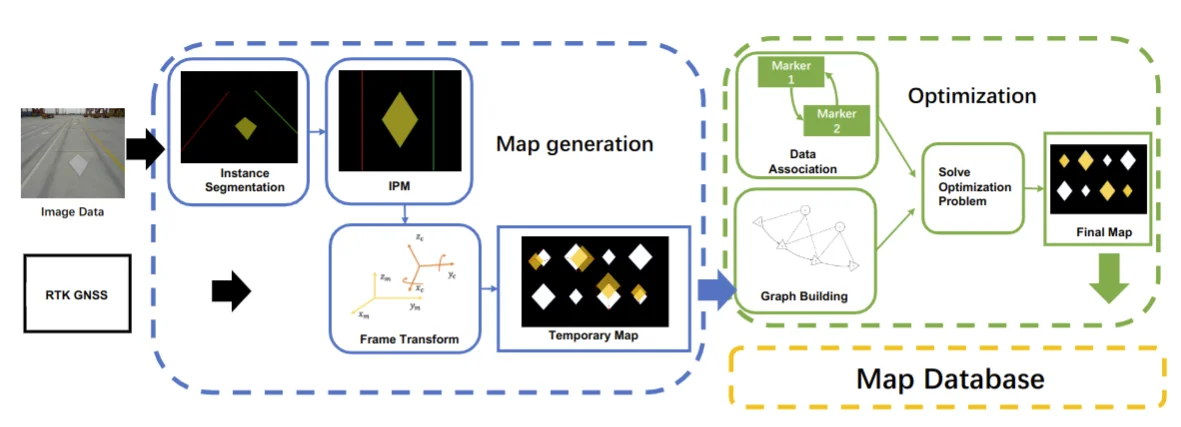 Image Data
RTK GNSS
Instance
Segmentation
IPM
Map generation
z_c
y_c
x_c
z_m
y_m
x_m
Frame Transform
Temporary Map
Marker
1
Marker
2
Data
Association
Optimization
Graph Building
Solve
Optimization
Problem
Final Map
Map Database